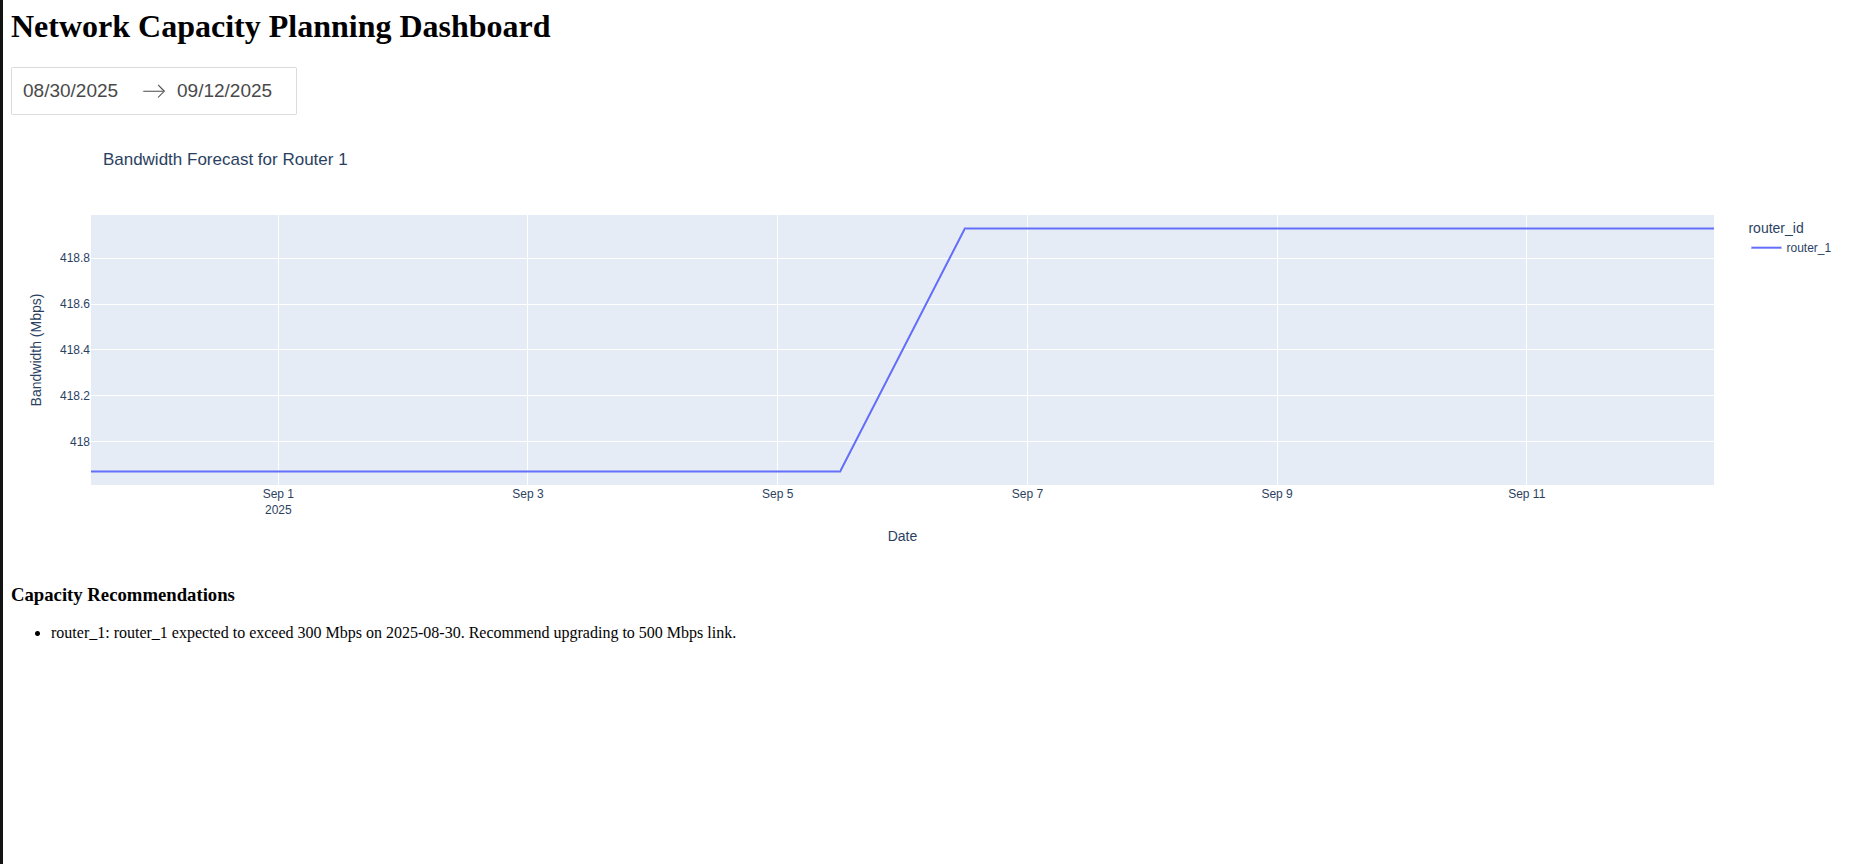 Network Capacity Planning Dashboard
08/30/2025 → 09/12/2025
Bandwidth Forecast for Router 1
router_id
router_1
Bandwidth (Mbps)
418.8
418.6
418.4
418.2
418
Sep 1 Sep 3 Sep 5 Sep 7 Sep 9 Sep 11
2025
Date
Capacity Recommendations
• router_1: router_1 expected to exceed 300 Mbps on 2025-08-30. Recommend upgrading to 500 Mbps link.